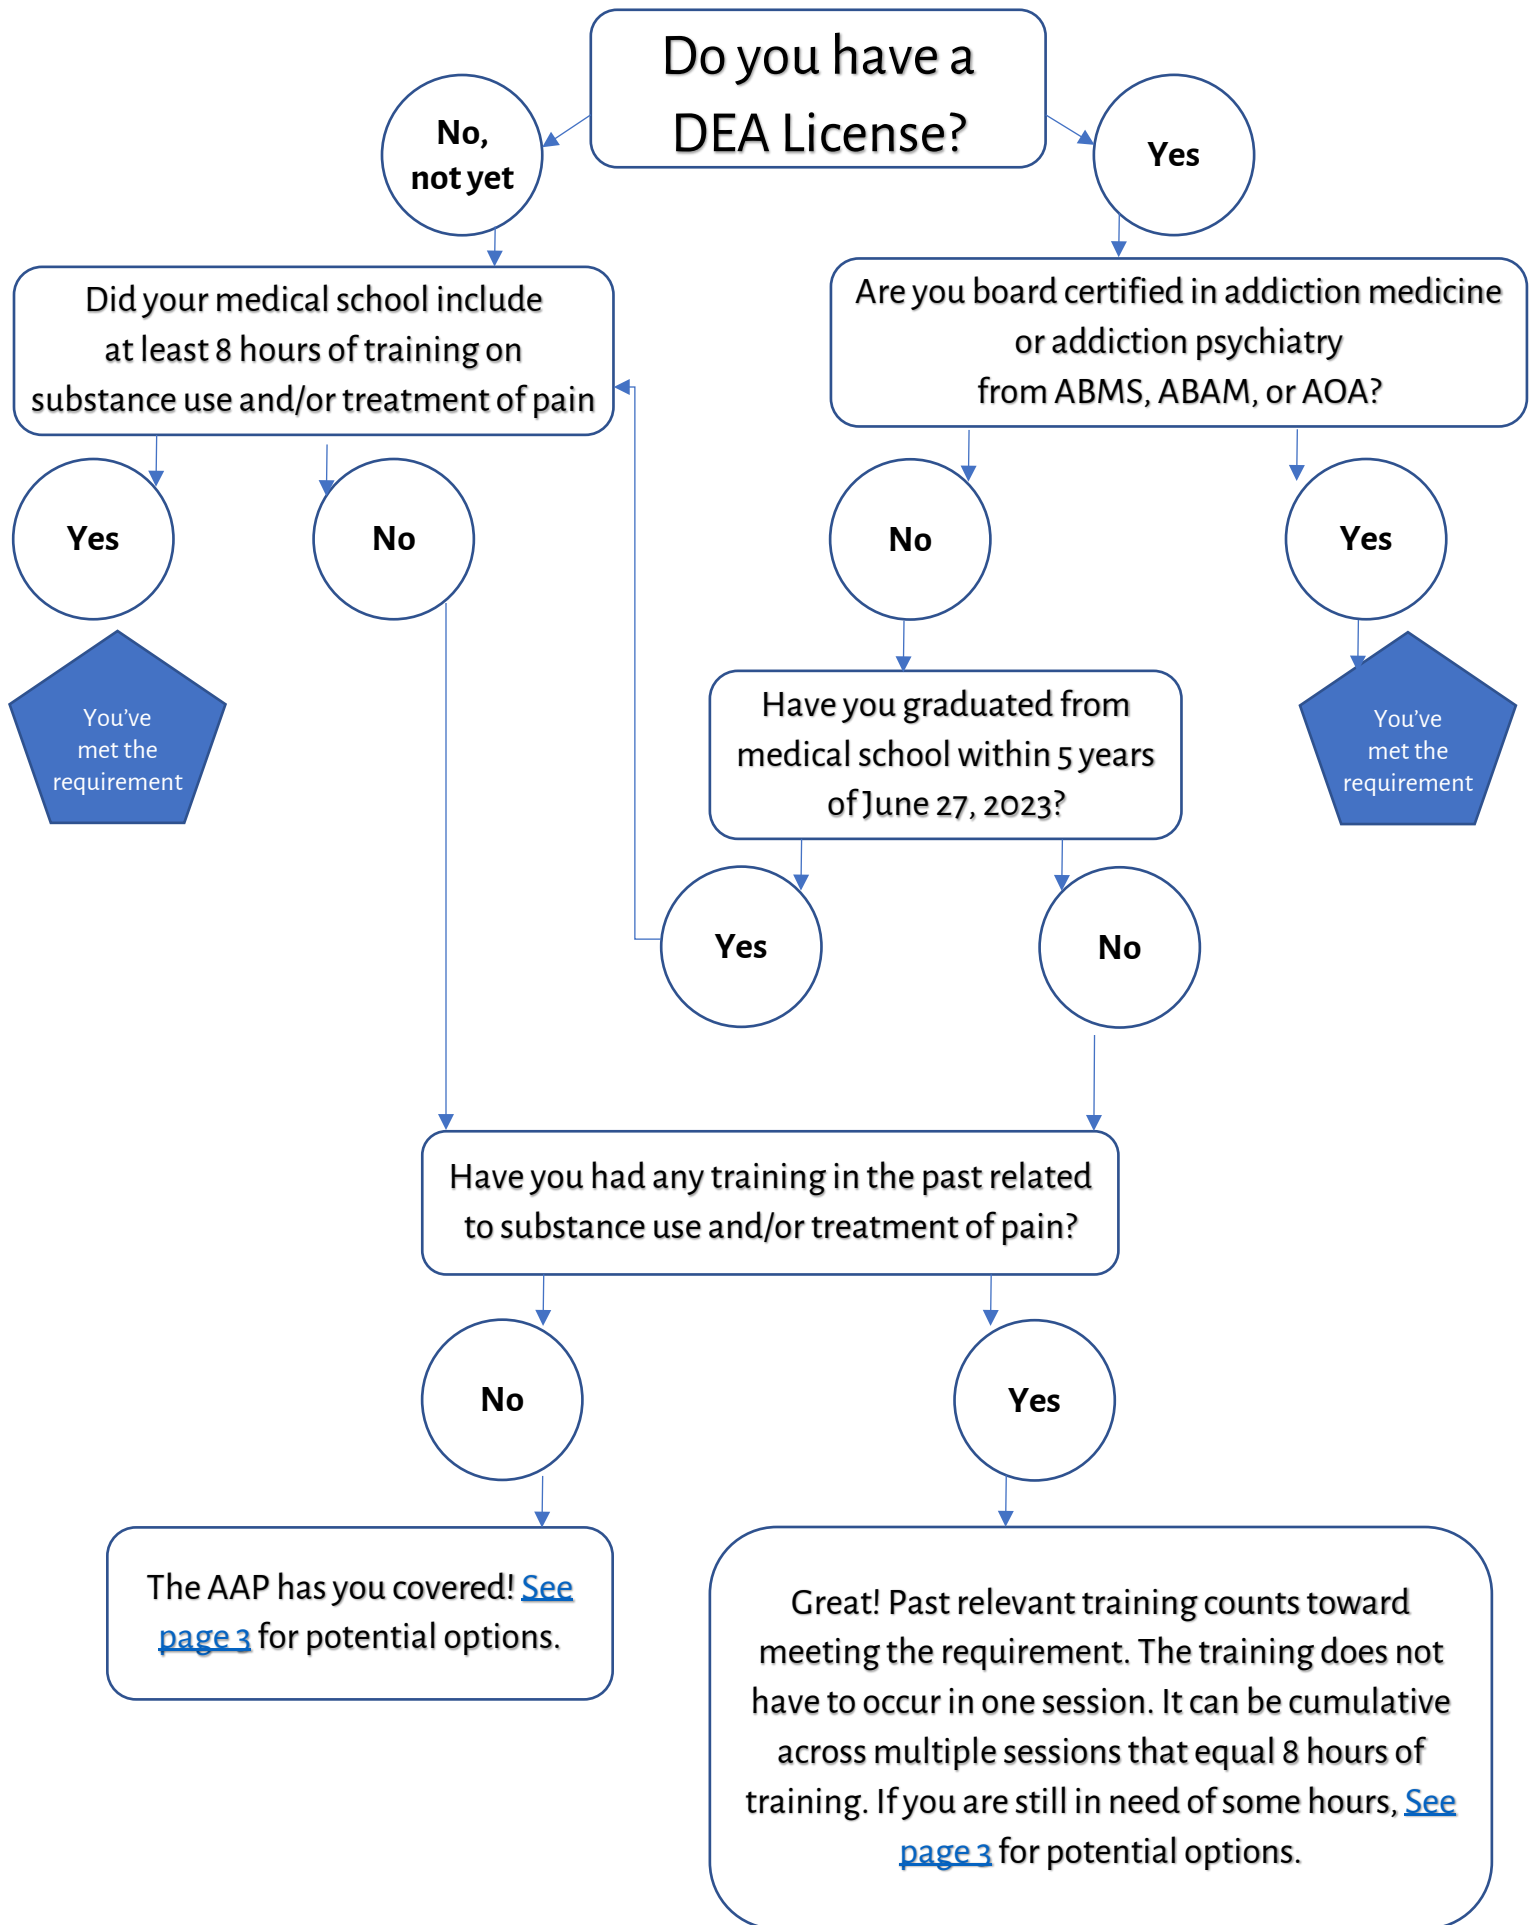 Do you have a
DEA License?
No,
not yet
Yes
Did your medical school include
at least 8 hours of training on
substance use and/or treatment of pain
Are you board certified in addiction medicine
or addiction psychiatry
from ABMS, ABAM, or AOA?
Yes
No
No
Yes
You've
met the
requirement
Have you graduated from
medical school within 5 years
of June 27, 2023?
You've
met the
requirement
Yes
No
Have you had any training in the past related
to substance use and/or treatment of pain?
No
Yes
The AAP has you covered! See
page 3 for potential options.
Great! Past relevant training counts toward
meeting the requirement. The training does not
have to occur in one session. It can be cumulative
across multiple sessions that equal 8 hours of
training. If you are still in need of some hours, See
page 3 for potential options.